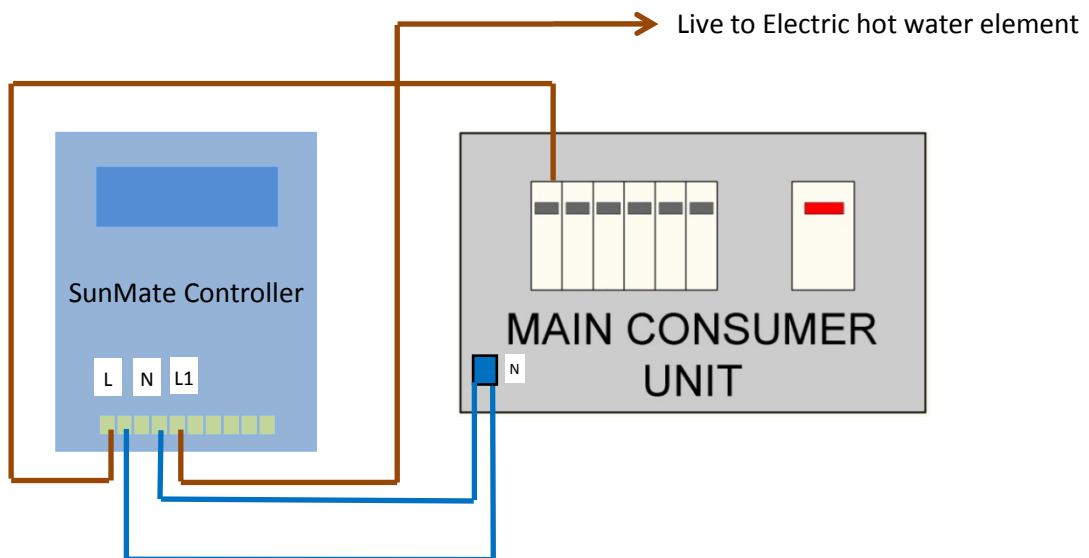 Live to Electric hot water element
SunMate Controller
L N L1
N
MAIN CONSUMER
UNIT